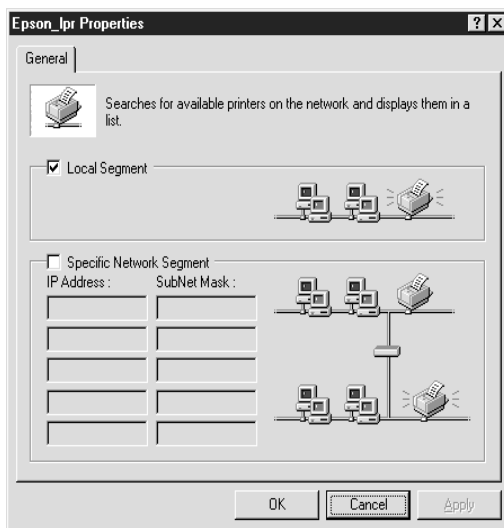 Epson_lpr Properties
General
Searches for available printers on the network and displays them in a
list.
Local Segment
Specific Network Segment
IP Address : SubNet Mask :
OK Cancel Apply